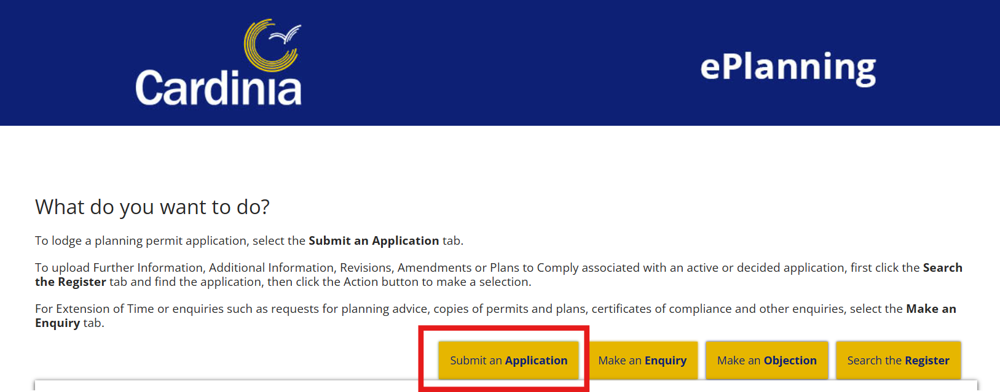 Cardinia
ePlanning
What do you want to do?
To lodge a planning permit application, select the Submit an Application tab.
To upload Further Information, Additional Information, Revisions, Amendments or Plans to Comply associated with an active or decided application, first click the Search
the Register tab and find the application, then click the Action button to make a selection.
For Extension of Time or enquiries such as requests for planning advice, copies of permits and plans, certificates of compliance and other enquiries, select the Make an
Enquiry tab.
Submit an Application
Make an Enquiry
Make an Objection
Search the Register